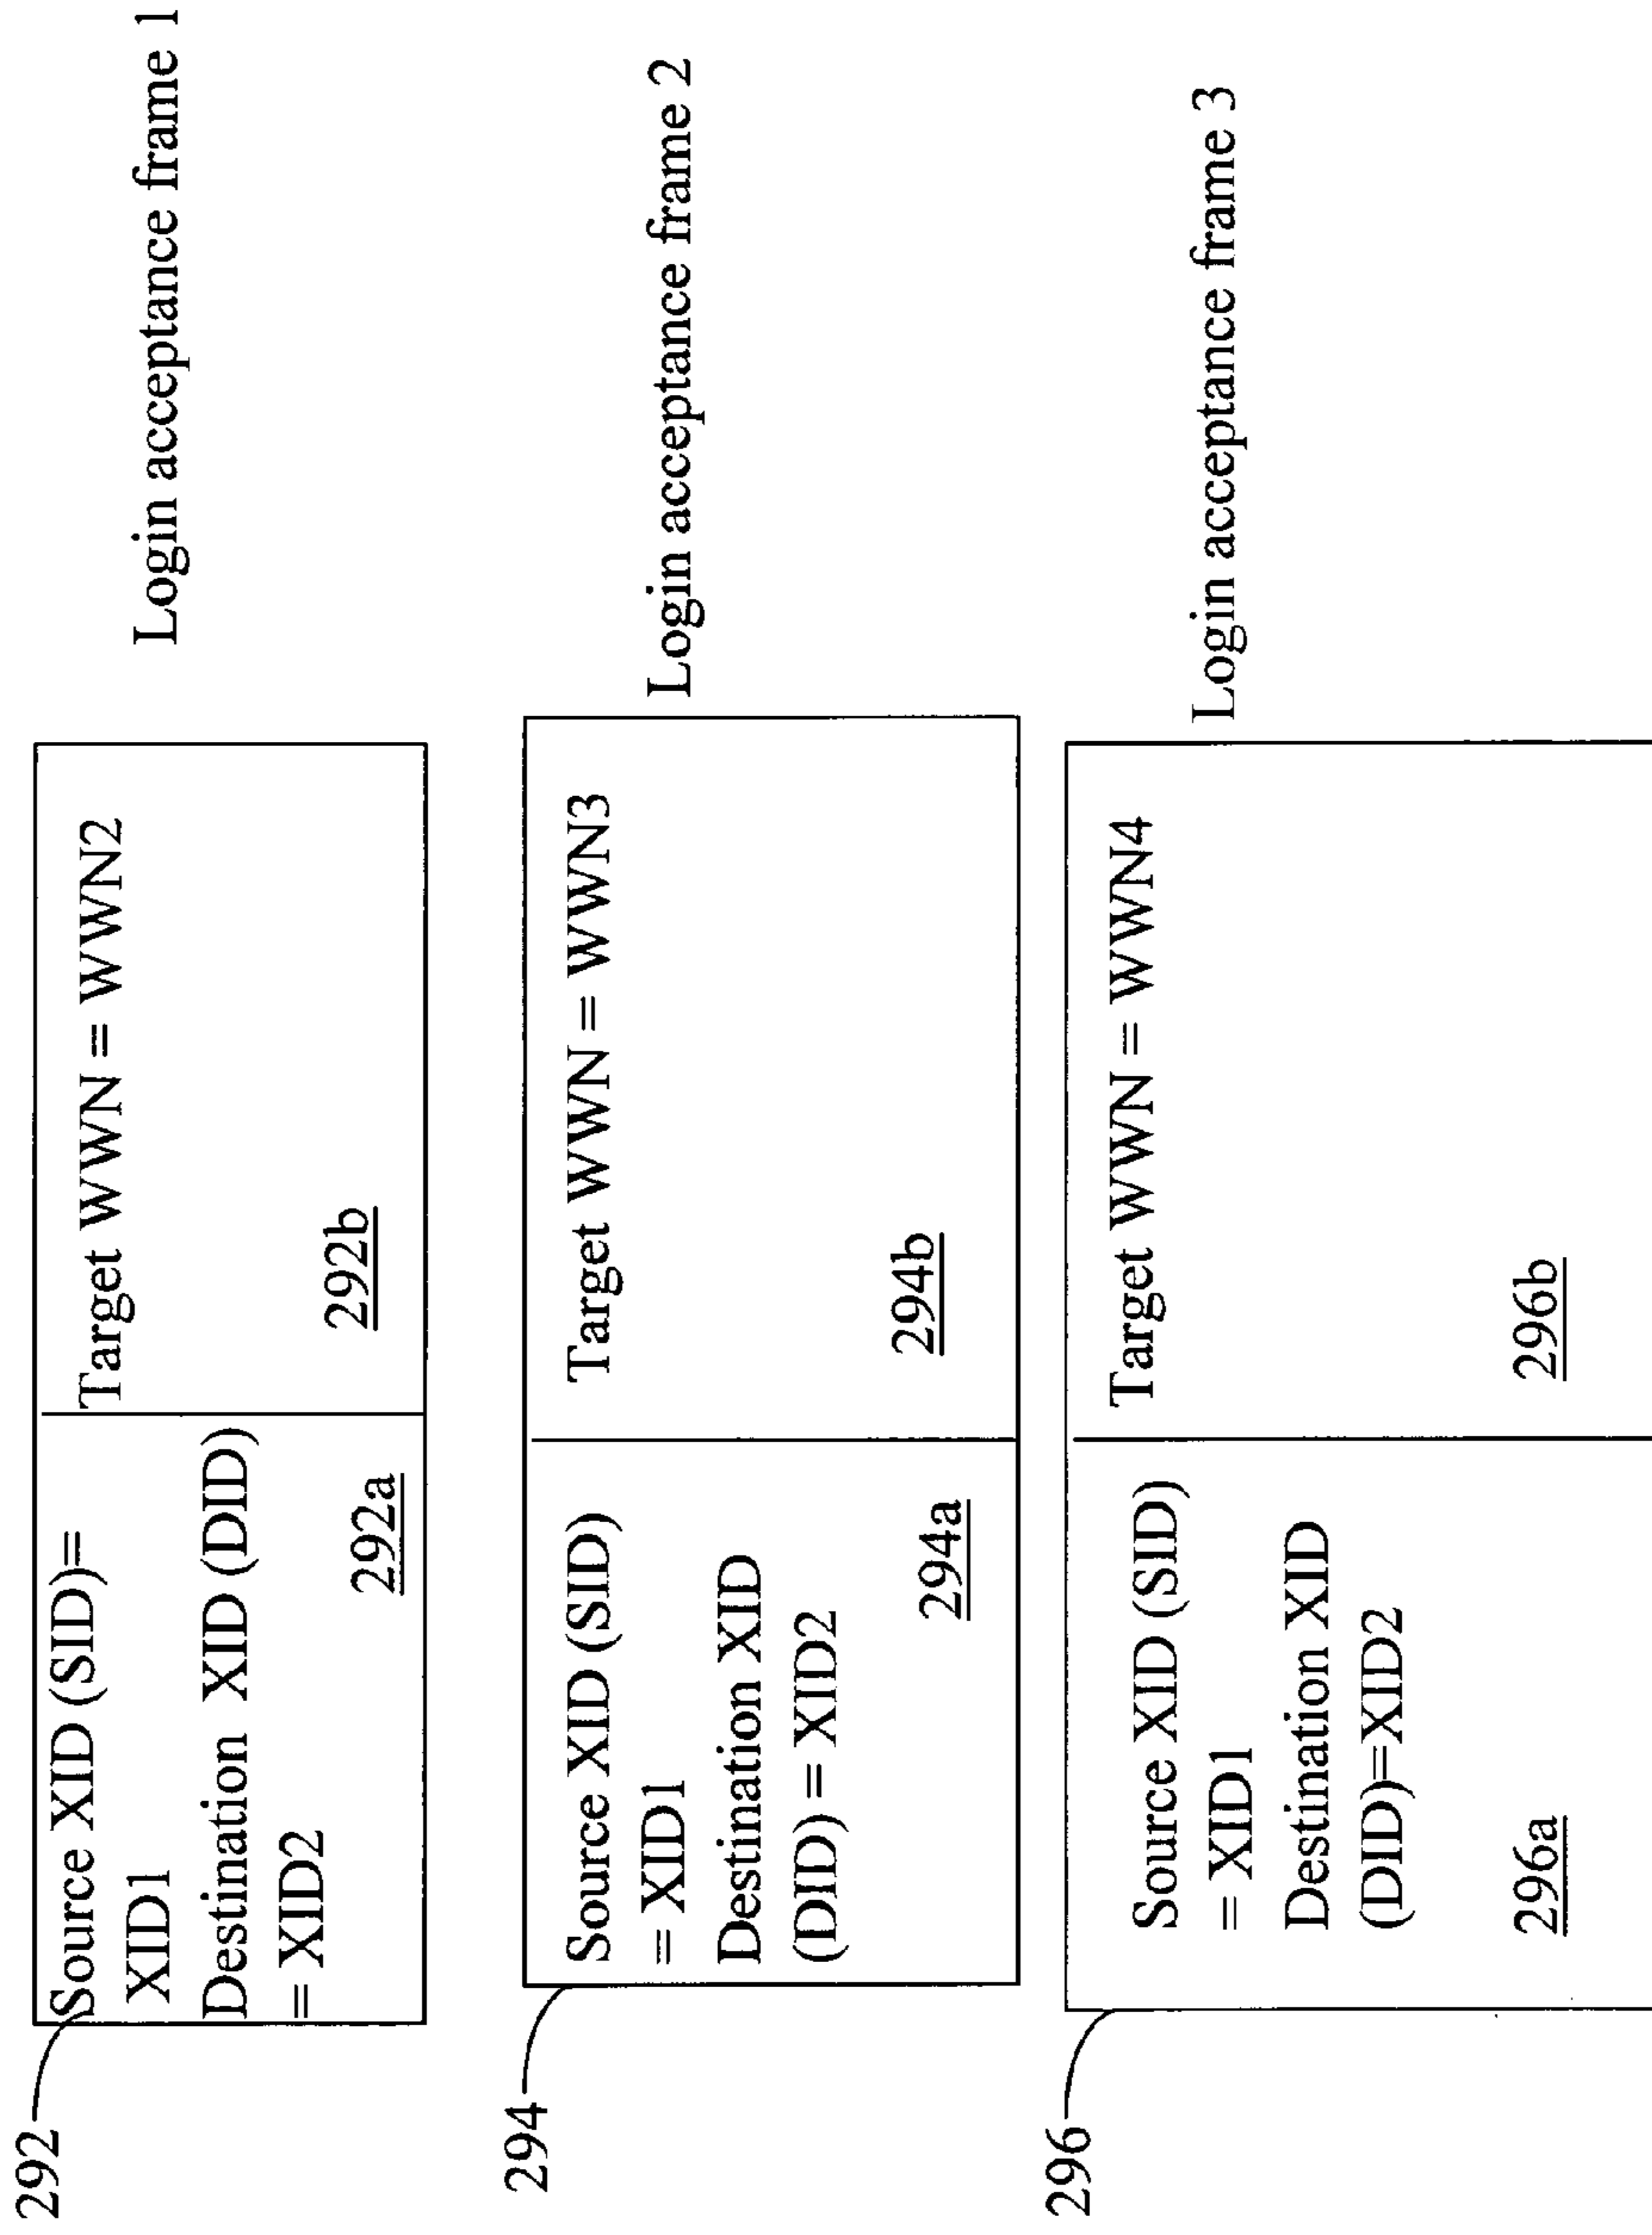 292
Source XID (SID)=
XID1
Destination XID (DID)
= XID2
292a
Target WWN = WWN2
292b
Login acceptance frame 1
294
Source XID (SID)
= XID1
Destination XID
(DID) = XID2
294a
Target WWN = WWN3
294b
Login acceptance frame 2
296
Source XID (SID)
= XID1
Destination XID
(DID)=XID2
296a
Target WWN = WWN4
296b
Login acceptance frame 3